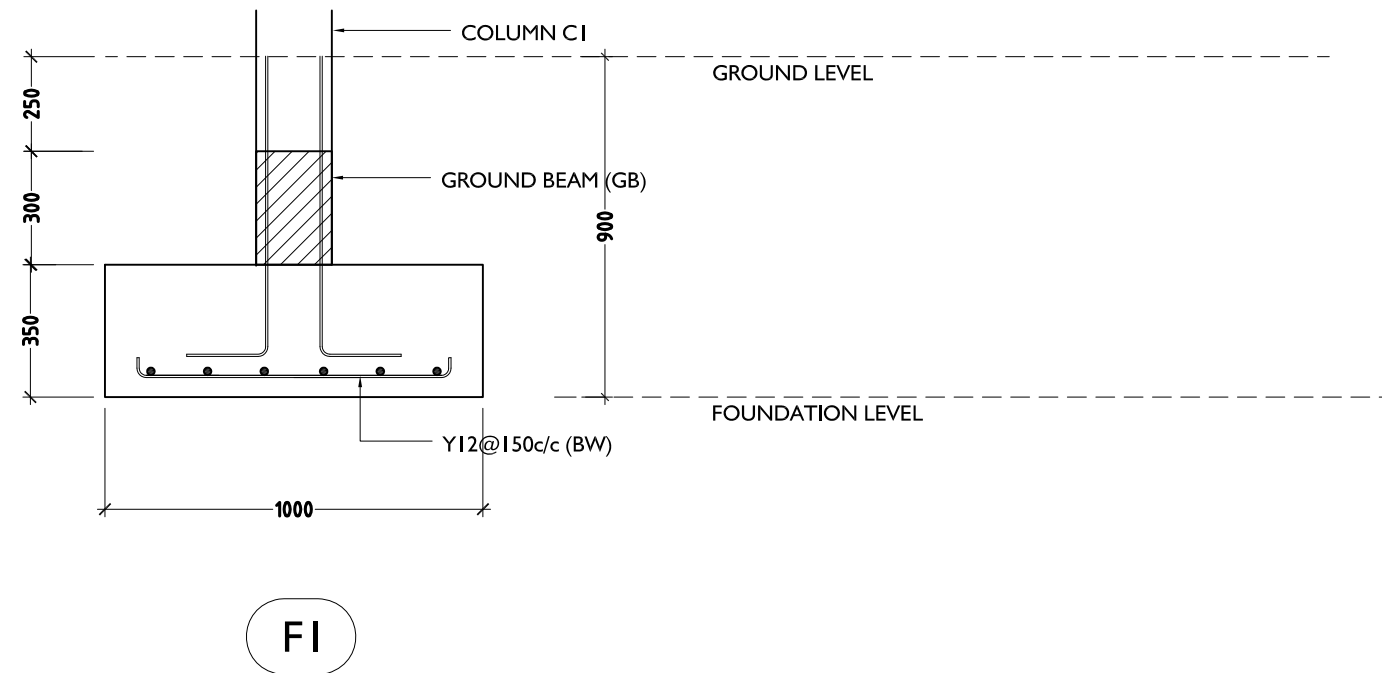 COLUMN C1
GROUND LEVEL
250
GROUND BEAM (GB)
300
900
350
FOUNDATION LEVEL
Y12@150c/c (BW)
1000
F1